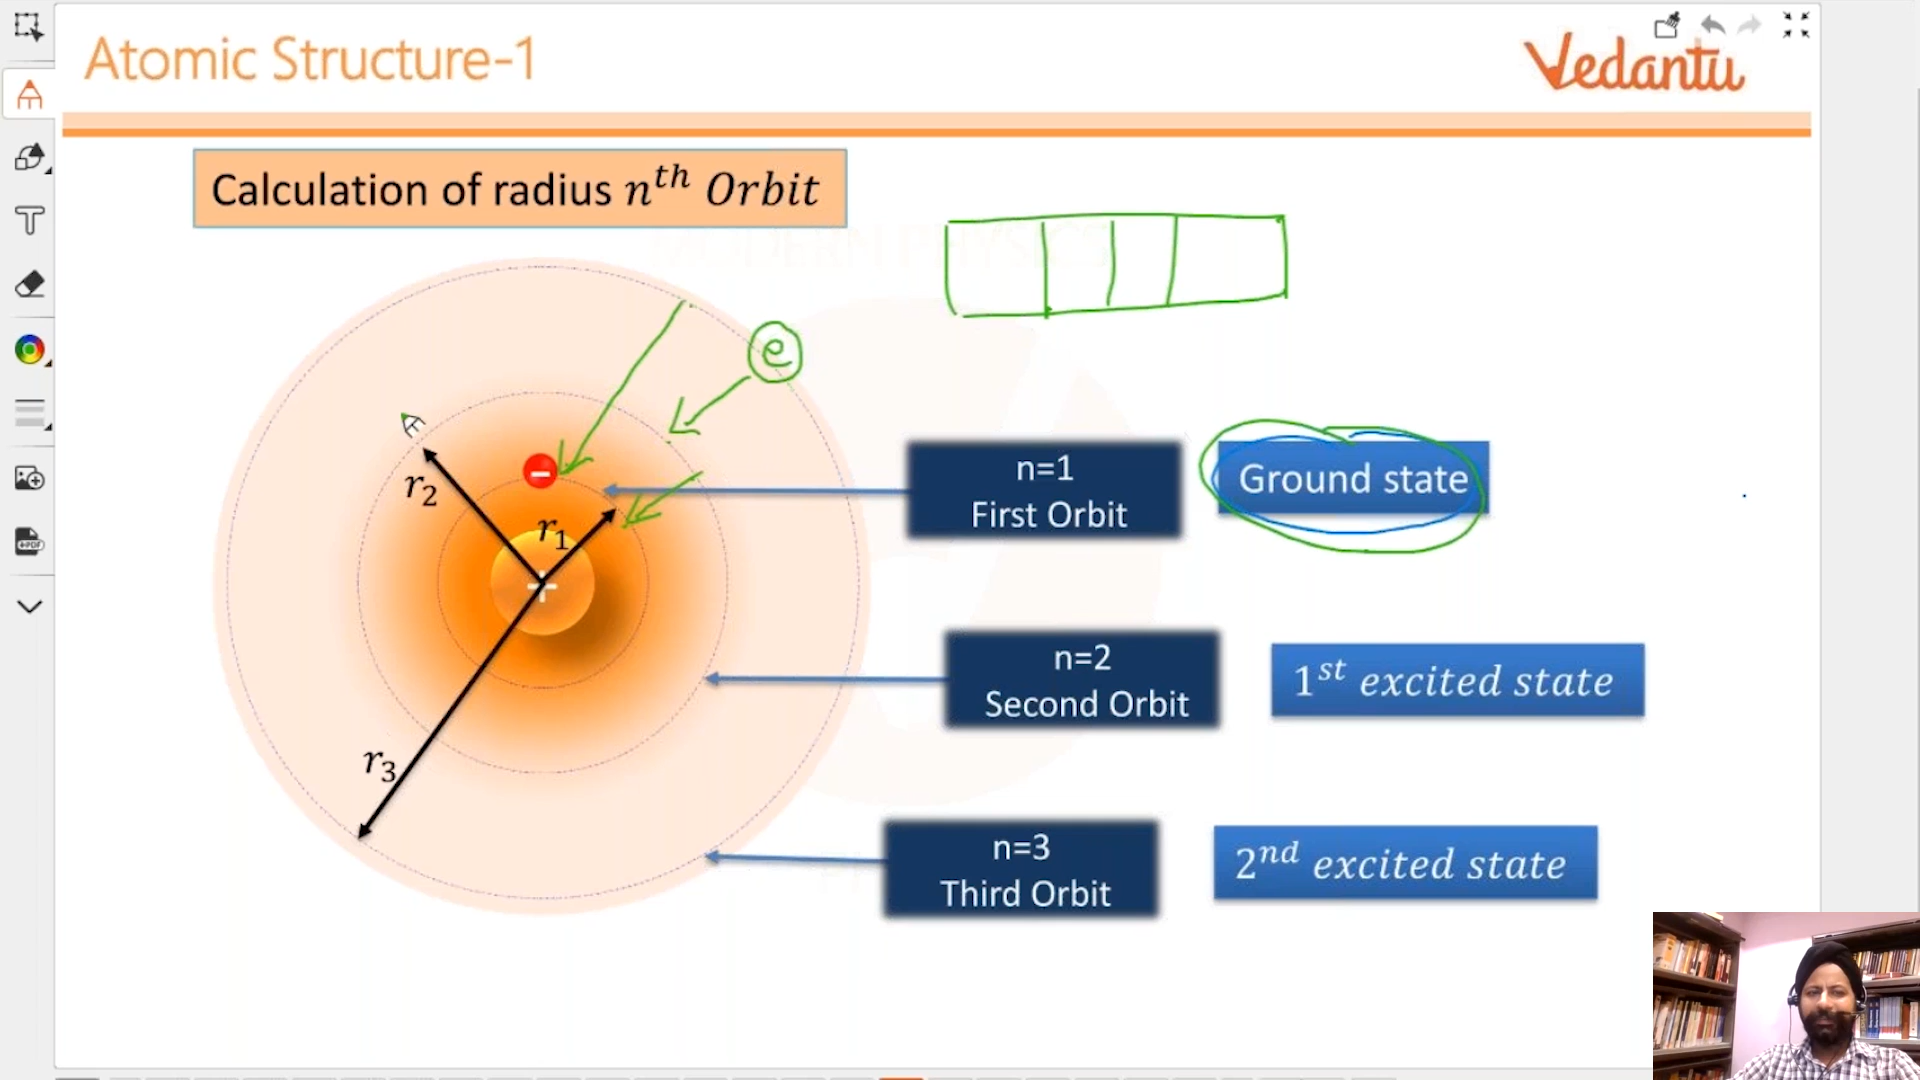 Atomic Structure-1
Vedantu
Calculation of radius nᵗʰ Orbit
e
r₂
r₁
r₃
n=1
First Orbit
Ground state
n=2
Second Orbit
1ˢᵗ excited state
n=3
Third Orbit
2ⁿᵈ excited state